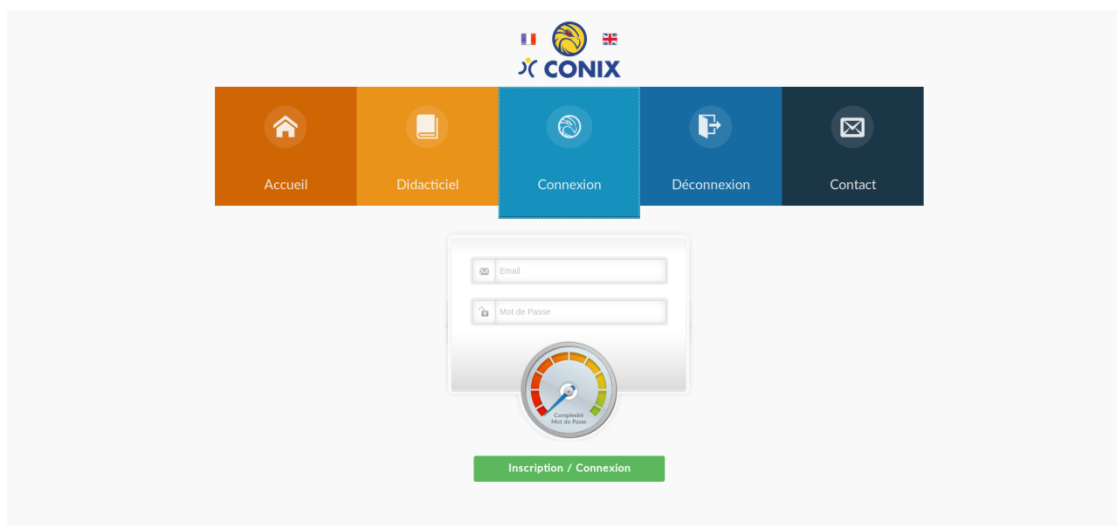 CONIX
Accueil
Didacticiel
Connexion
Déconnexion
Contact
Email
Mot de Passe
Complexité
Mot de Passe
Inscription / Connexion